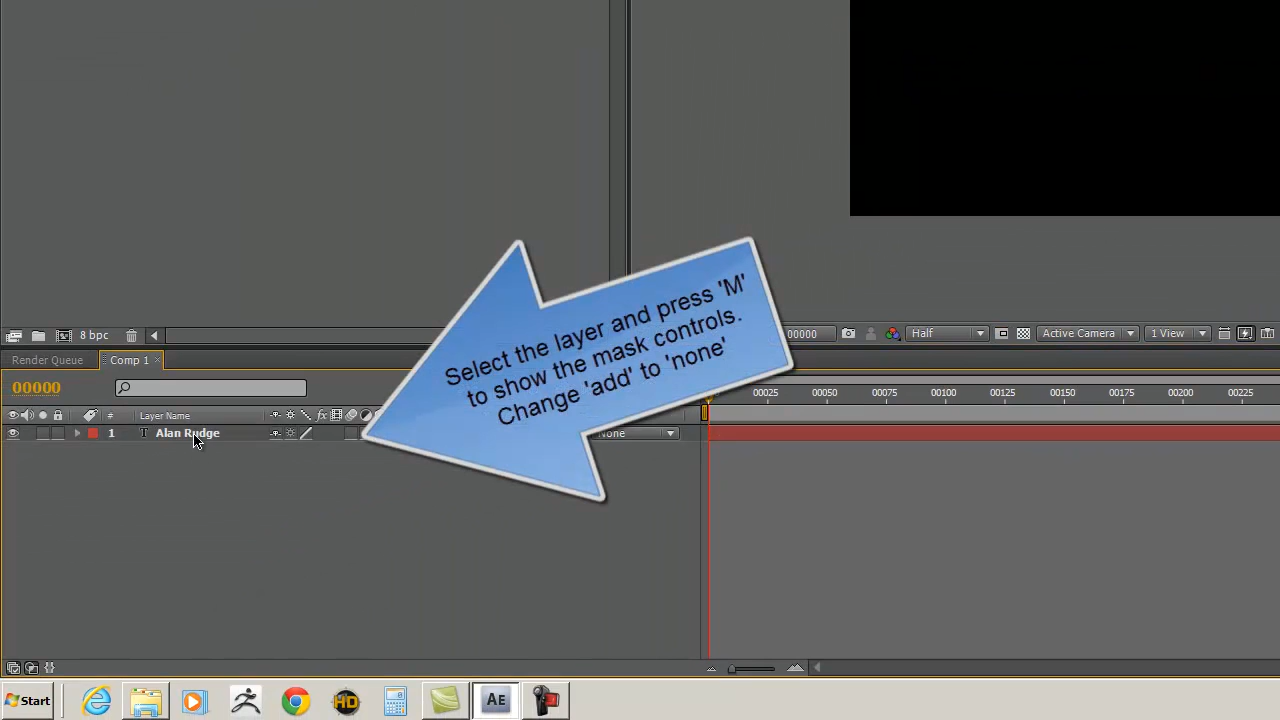 8 bpc
00000
Half
Active Camera
1 View
Render Queue
Comp 1
×
00000
00025
00050
00075
00100
00125
00150
00175
00200
00225
# Layer Name
fx
1 T Alan Rudge
None
Select the layer and press 'M'
to show the mask controls.
Change 'add' to 'none'
Start
HD
AE